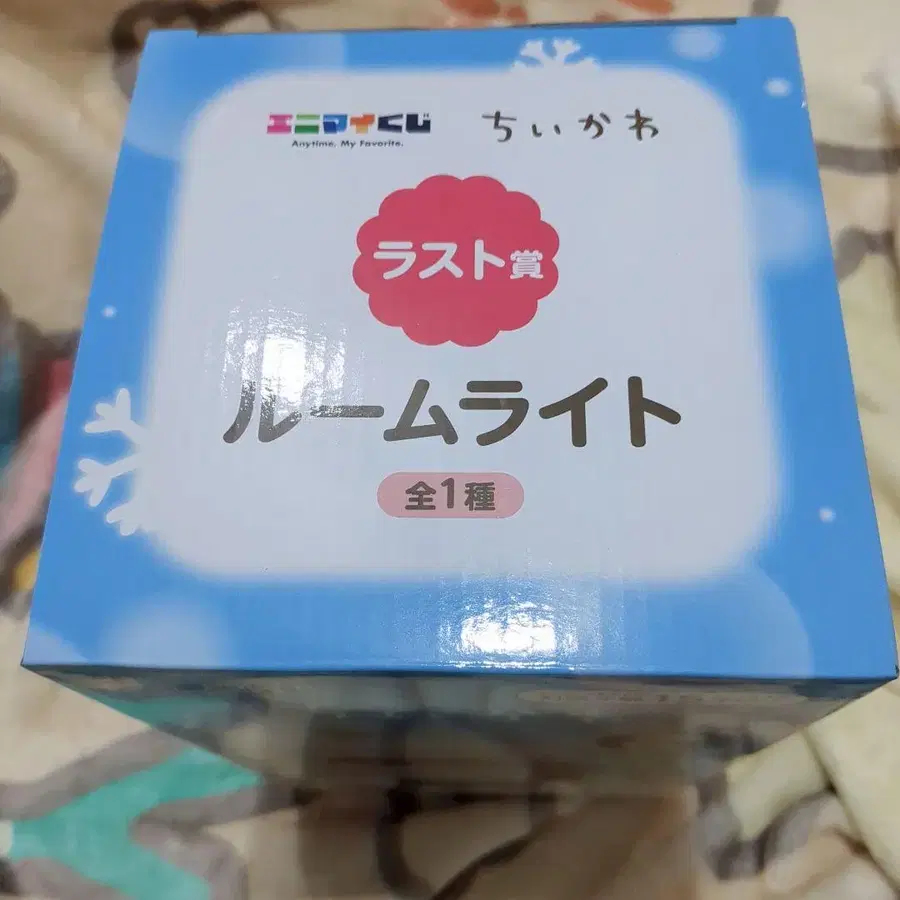 エニマイくじ ちいかわ
Anytime, My Favorite.
ラスト賞
ルームライト
全1種